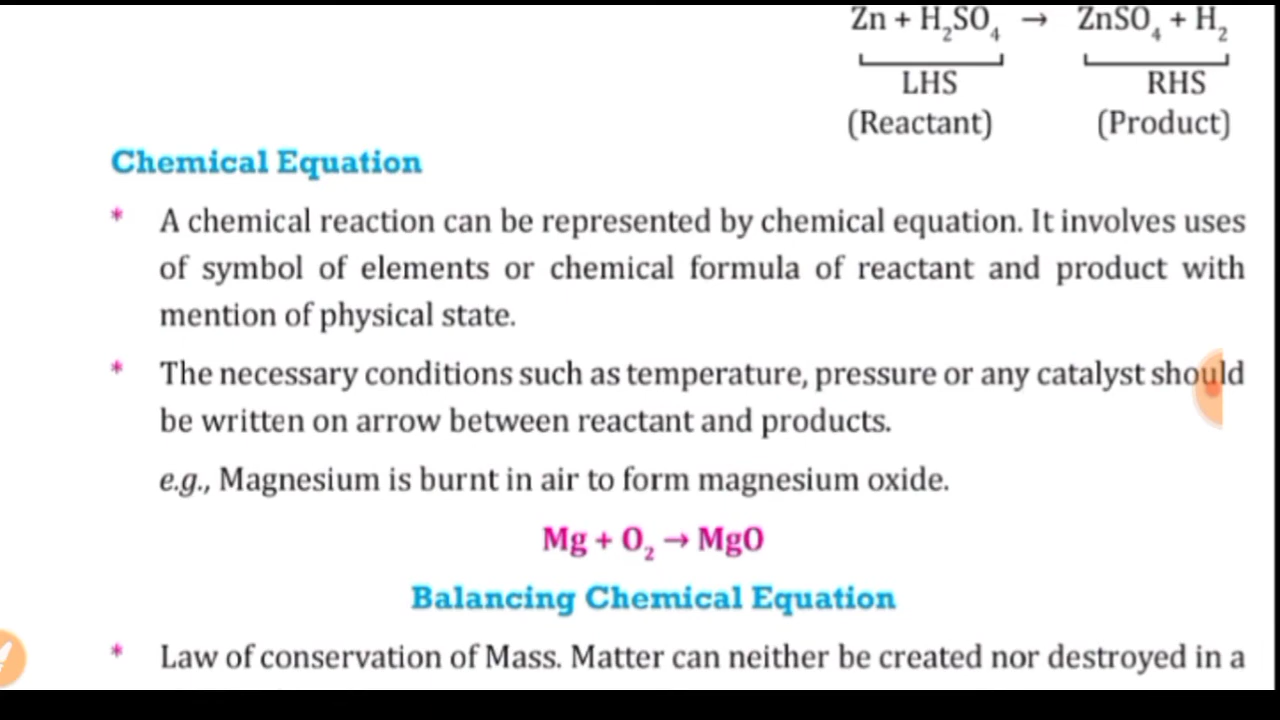 Zn + H₂SO₄ → ZnSO₄ + H₂
LHS RHS
(Reactant) (Product)
Chemical Equation
* A chemical reaction can be represented by chemical equation. It involves uses
of symbol of elements or chemical formula of reactant and product with
mention of physical state.
* The necessary conditions such as temperature, pressure or any catalyst should
be written on arrow between reactant and products.
e.g., Magnesium is burnt in air to form magnesium oxide.
Mg + O₂ → MgO
Balancing Chemical Equation
* Law of conservation of Mass. Matter can neither be created nor destroyed in a